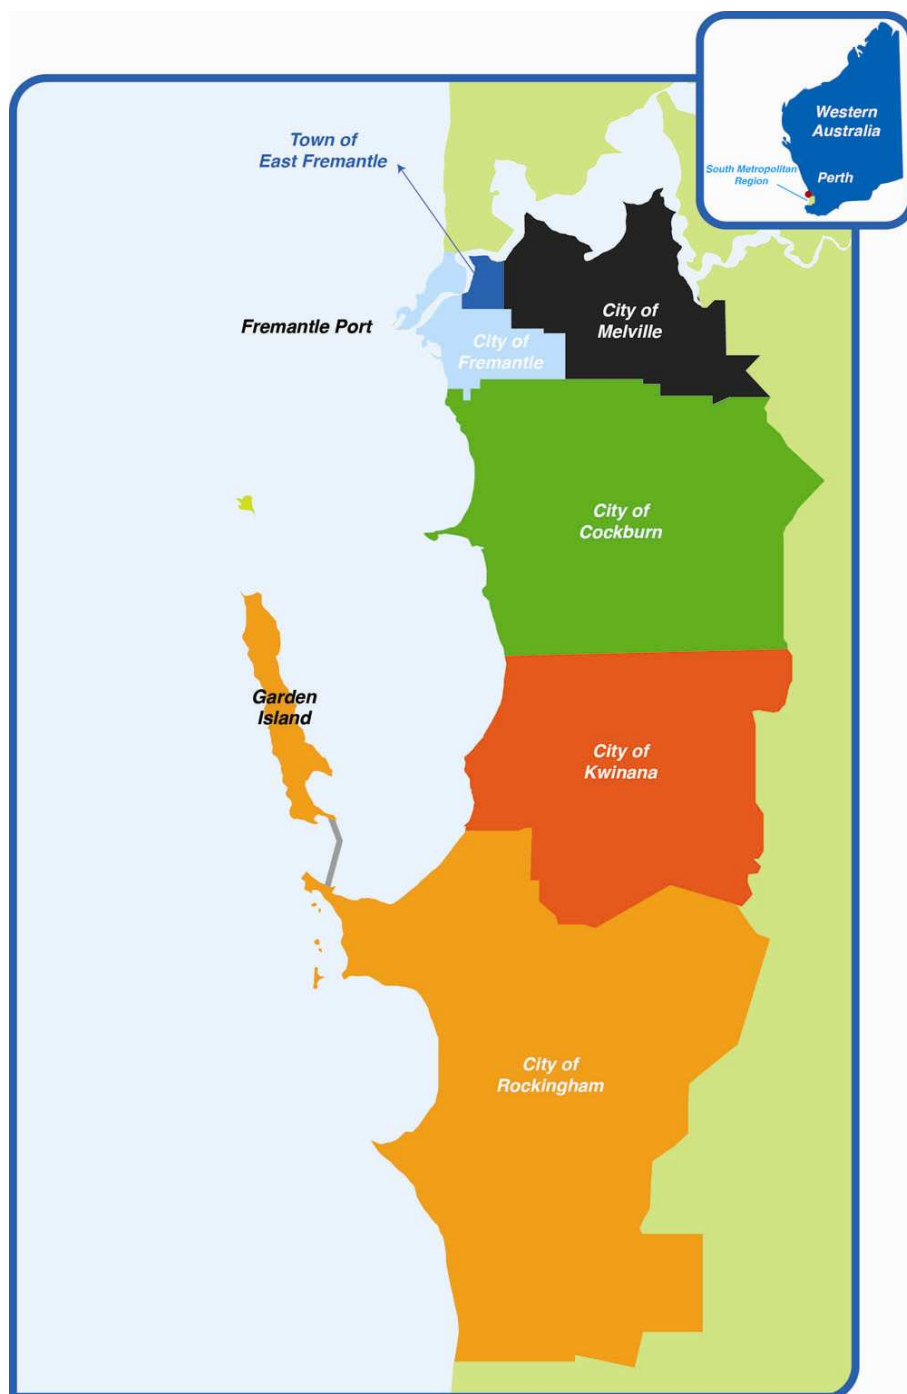 Western
Australia
South Metropolitan
Region
Perth
Town of
East Fremantle
Fremantle Port
City of
Melville
City of
Fremantle
City of
Cockburn
Garden
Island
City of
Kwinana
City of
Rockingham